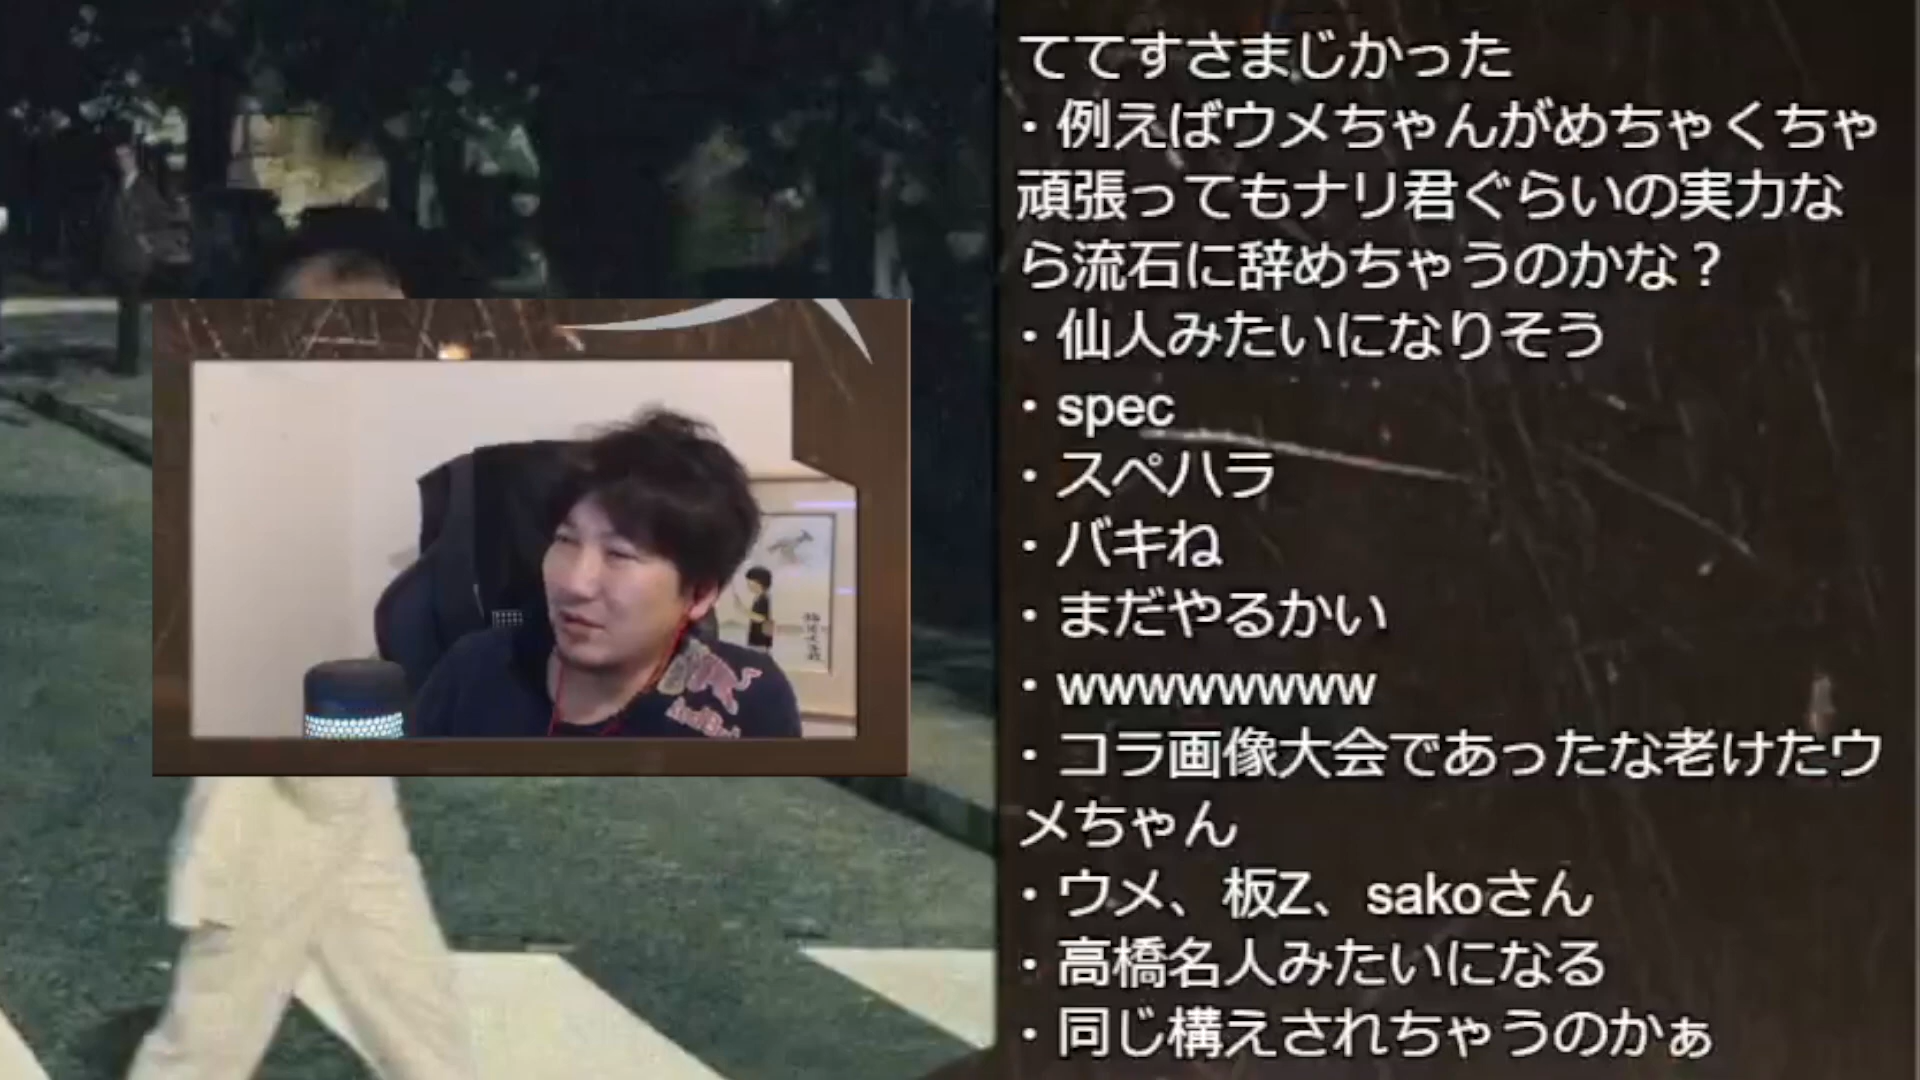 ててすさまじかった
・例えばウメちゃんがめちゃくちゃ
頑張ってもナリ君ぐらいの実力な
ら流石に辞めちゃうのかな？
・仙人みたいになりそう
・spec
・スペハラ
・バキね
・まだやるかい
・wwwwwwwww
・コラ画像大会であったな老けたウ
メちゃん
・ウメ、板Z、sakoさん
・高橋名人みたいになる
・同じ構えされちゃうのかぁ